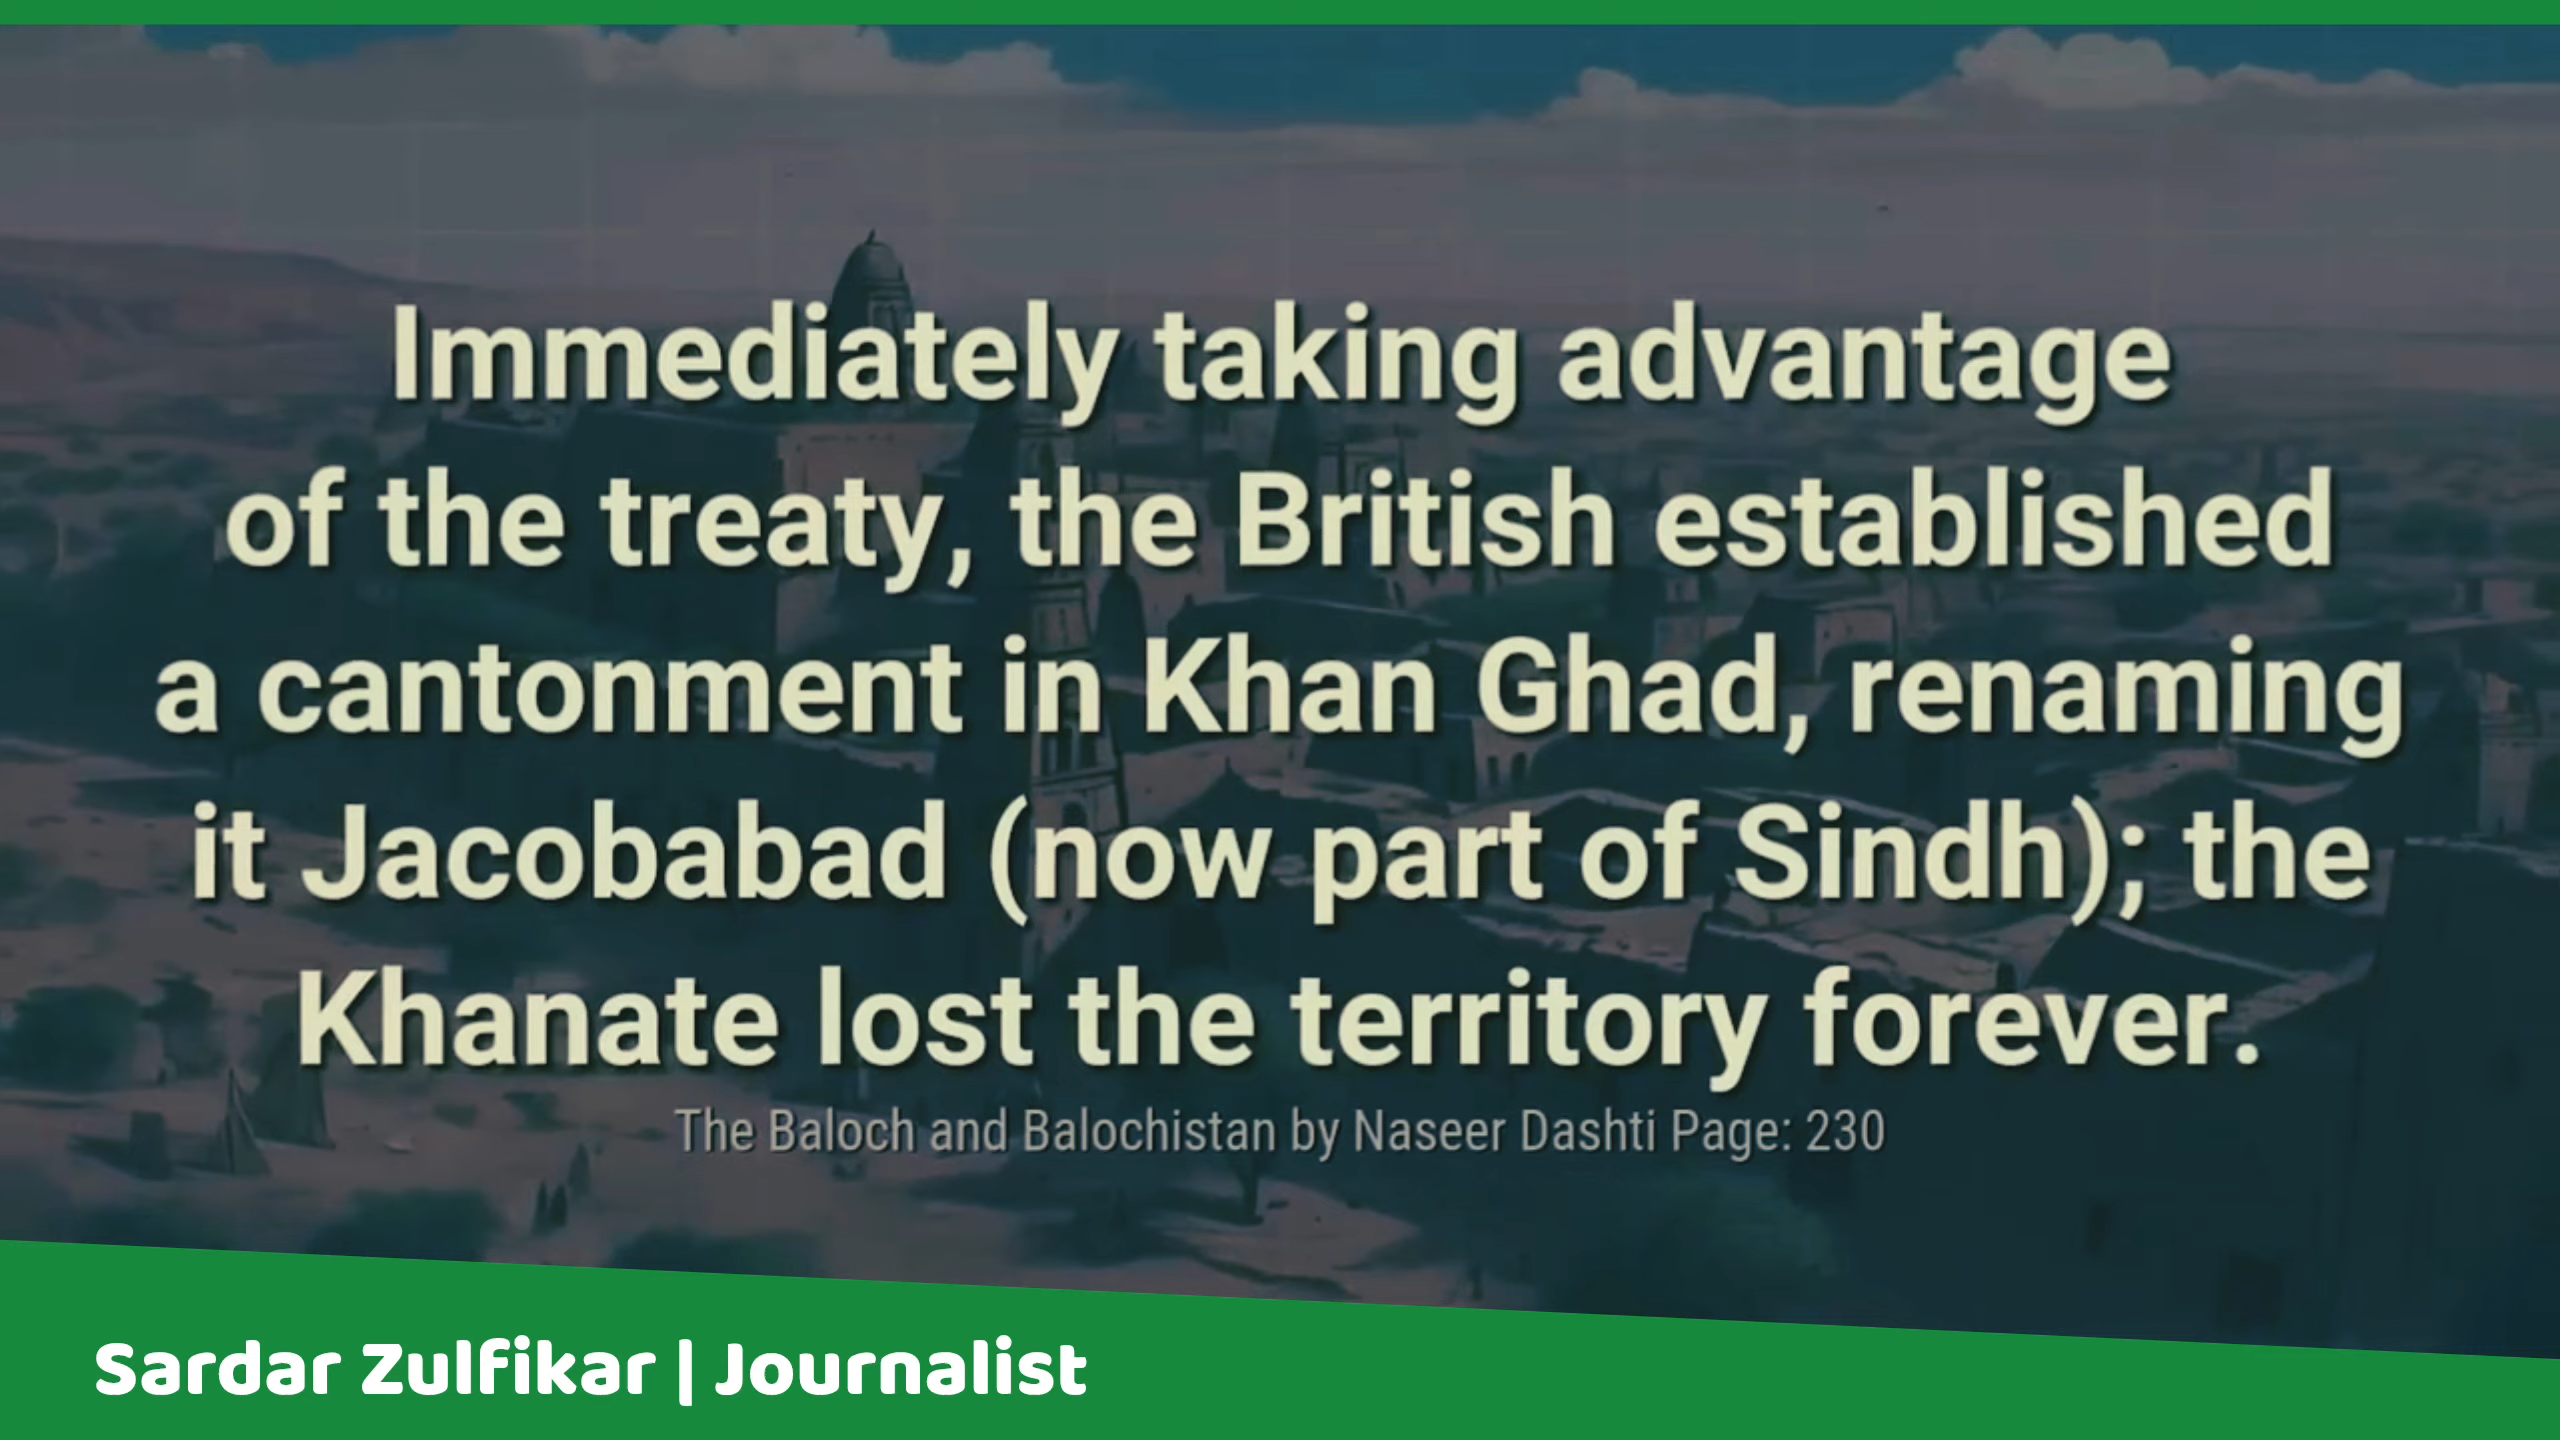 Immediately taking advantage
of the treaty, the British established
a cantonment in Khan Ghad, renaming
it Jacobabad (now part of Sindh); the
Khanate lost the territory forever.
The Baloch and Balochistan by Naseer Dashti Page: 230
Sardar Zulfikar | Journalist